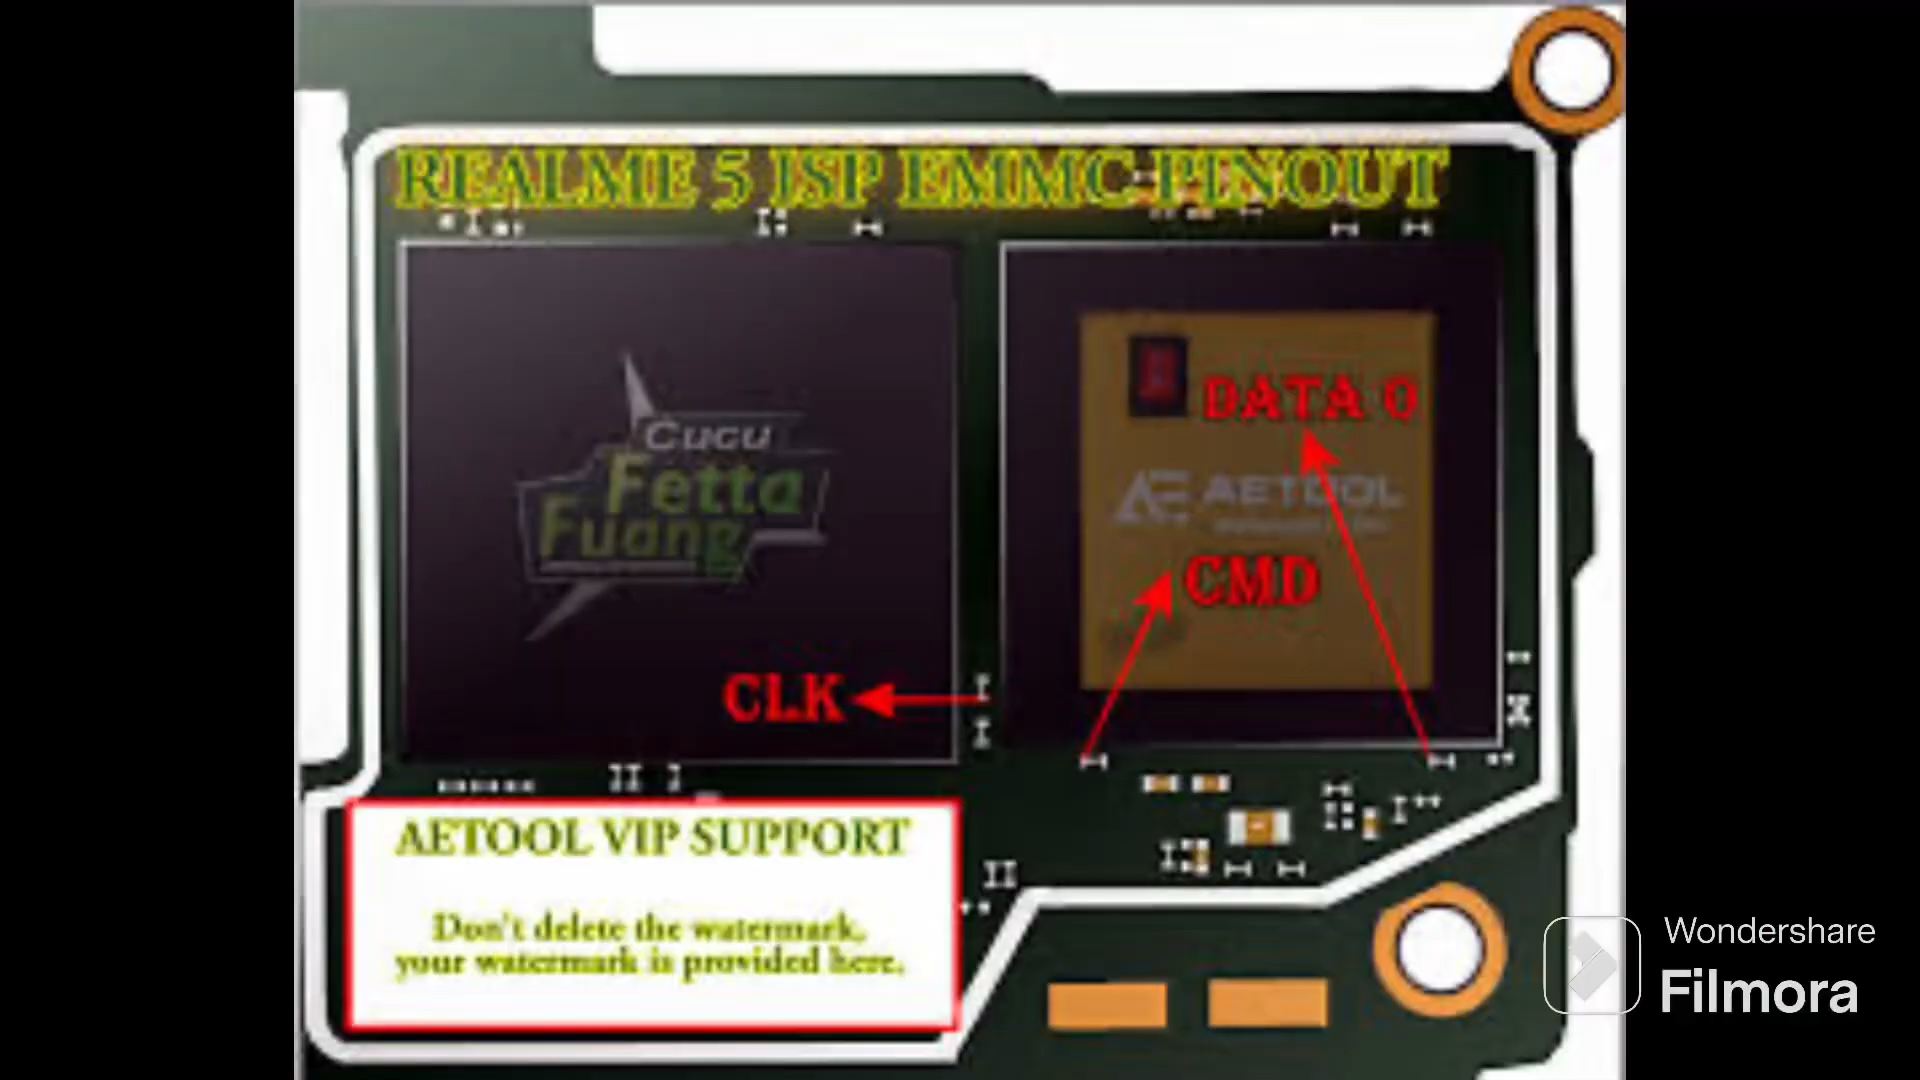 REALME 5 ISP EMMC PINOUT
Cucu
Fetta
Fuang
DATA 0
AE AETOOL
CMD
CLK
AETOOL VIP SUPPORT
Don't delete the watermark,
your watermark is provided here.
Wondershare
Filmora